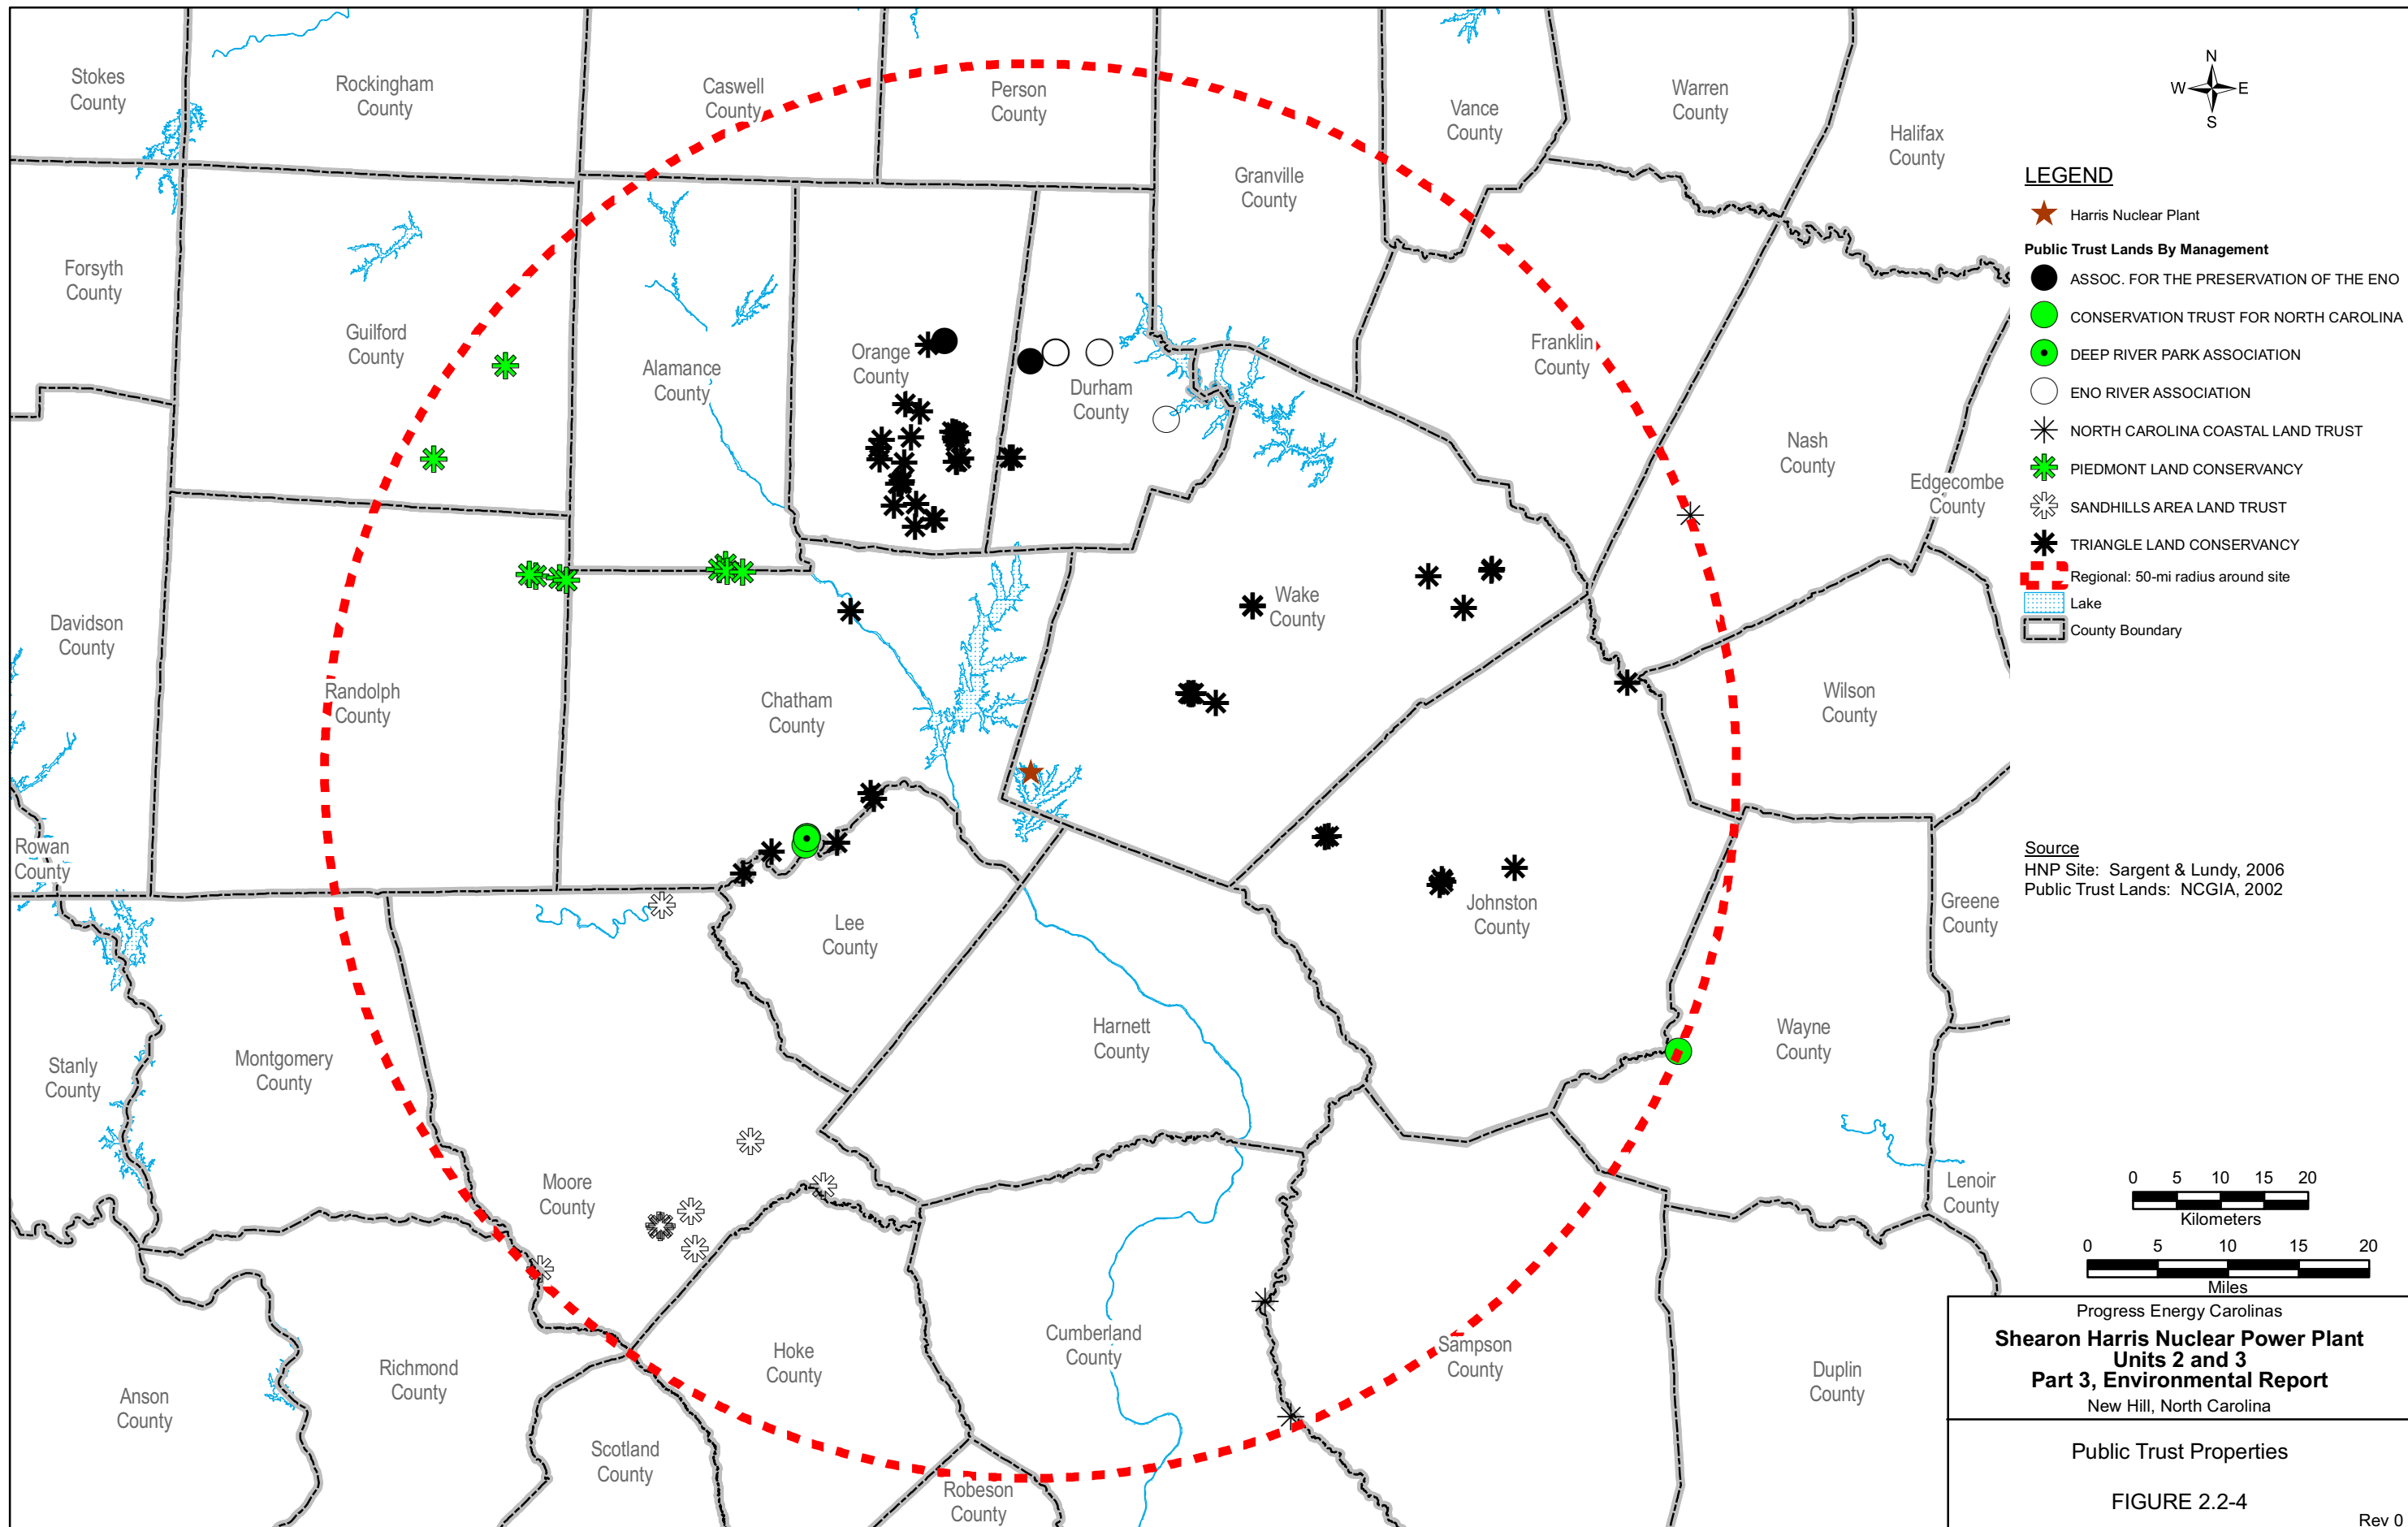 Stokes
County
Rockingham
County
Caswell
County
Person
County
Granville
County
Vance
County
Warren
County
Halifax
County
Forsyth
County
Guilford
County
Alamance
County
Orange
County
Durham
County
Franklin
County
Nash
County
Edgecombe
County
Davidson
County
Randolph
County
Chatham
County
Wake
County
Wilson
County
Rowan
County
Lee
County
Johnston
County
Greene
County
Stanly
County
Montgomery
County
Harnett
County
Wayne
County
Moore
County
Lenoir
County
Anson
County
Richmond
County
Scotland
County
Hoke
County
Cumberland
County
Robeson
County
Sampson
County
Duplin
County
N
W E
S
LEGEND
Harris Nuclear Plant
Public Trust Lands By Management
ASSOC. FOR THE PRESERVATION OF THE ENO
CONSERVATION TRUST FOR NORTH CAROLINA
DEEP RIVER PARK ASSOCIATION
ENO RIVER ASSOCIATION
NORTH CAROLINA COASTAL LAND TRUST
PIEDMONT LAND CONSERVANCY
SANDHILLS AREA LAND TRUST
TRIANGLE LAND CONSERVANCY
Regional: 50-mi radius around site
Lake
County Boundary
Source
HNP Site: Sargent & Lundy, 2006
Public Trust Lands: NCGIA, 2002
0 5 10 15 20
Kilometers
0 5 10 15 20
Miles
Progress Energy Carolinas
Shearon Harris Nuclear Power Plant
Units 2 and 3
Part 3, Environmental Report
New Hill, North Carolina
Public Trust Properties
FIGURE 2.2-4
Rev 0